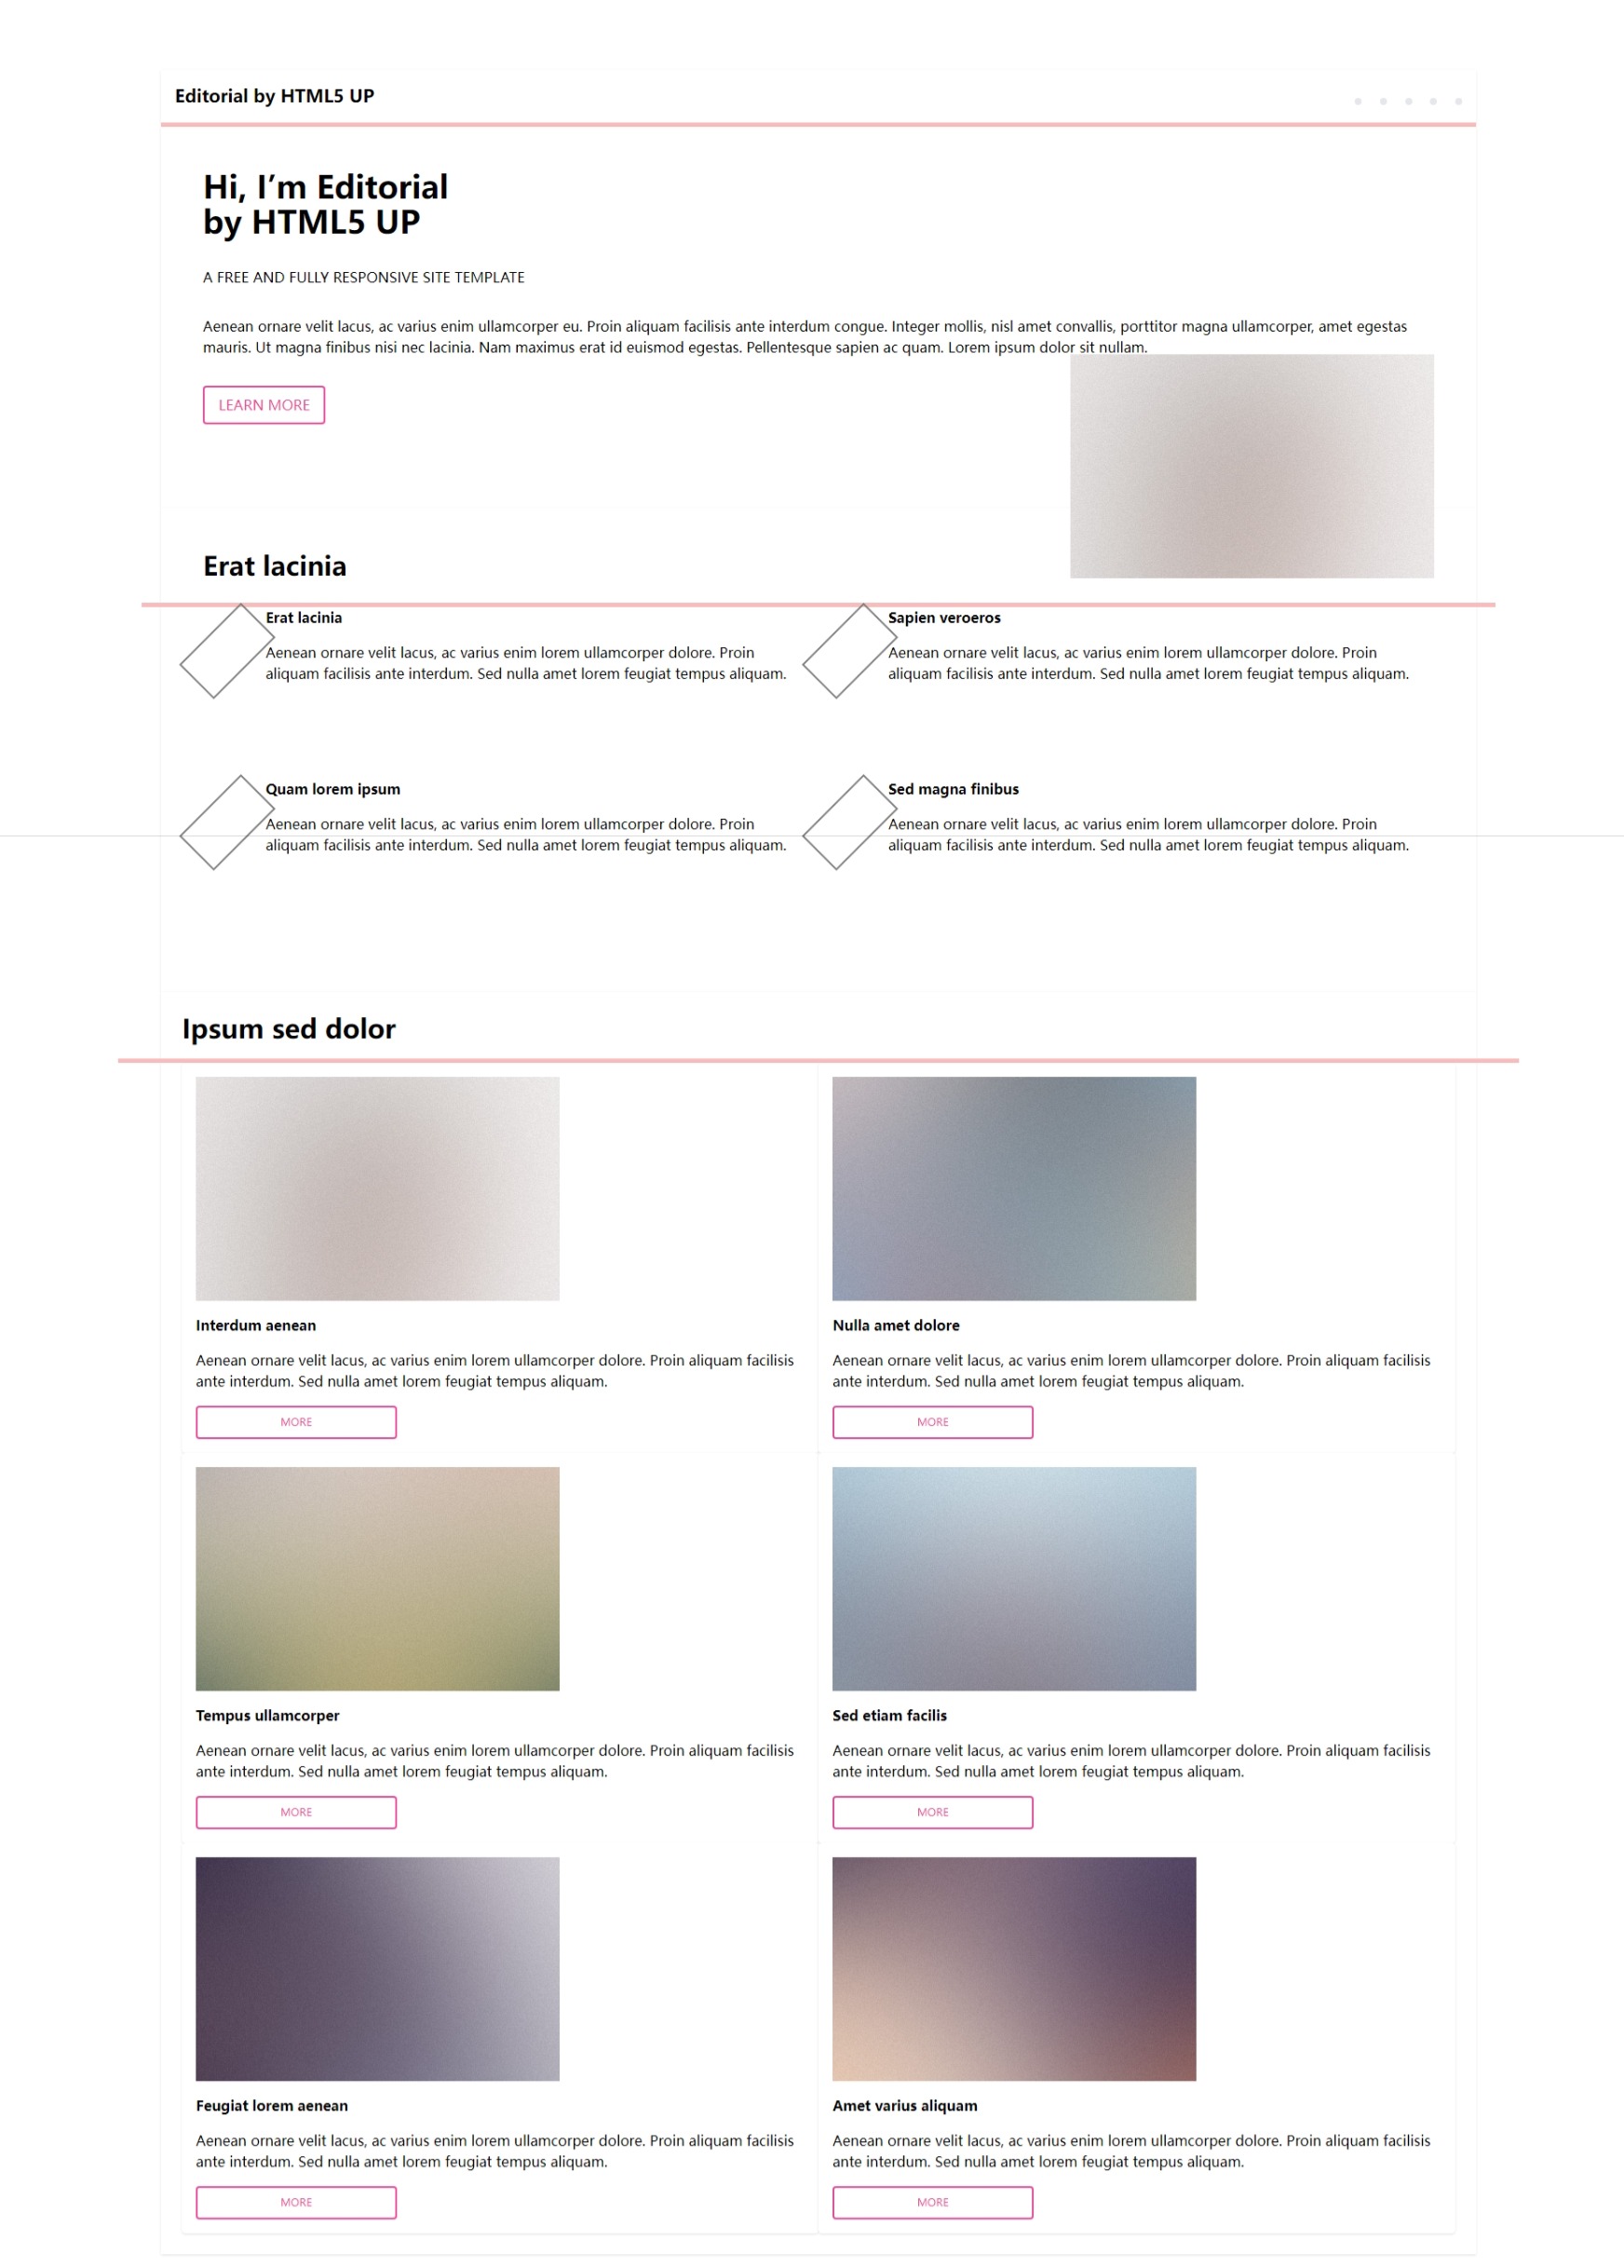 Editorial by HTML5 UP
Hi, I’m Editorial
by HTML5 UP
A FREE AND FULLY RESPONSIVE SITE TEMPLATE
Aenean ornare velit lacus, ac varius enim ullamcorper eu. Proin aliquam facilisis ante interdum congue. Integer mollis, nisl amet convallis, porttitor magna ullamcorper, amet egestas
mauris. Ut magna finibus nisi nec lacinia. Nam maximus erat id euismod egestas. Pellentesque sapien ac quam. Lorem ipsum dolor sit nullam.
LEARN MORE
Erat lacinia
Erat lacinia
Aenean ornare velit lacus, ac varius enim lorem ullamcorper dolore. Proin
aliquam facilisis ante interdum. Sed nulla amet lorem feugiat tempus aliquam.
Sapien veroeros
Aenean ornare velit lacus, ac varius enim lorem ullamcorper dolore. Proin
aliquam facilisis ante interdum. Sed nulla amet lorem feugiat tempus aliquam.
Quam lorem ipsum
Aenean ornare velit lacus, ac varius enim lorem ullamcorper dolore. Proin
aliquam facilisis ante interdum. Sed nulla amet lorem feugiat tempus aliquam.
Sed magna finibus
Aenean ornare velit lacus, ac varius enim lorem ullamcorper dolore. Proin
aliquam facilisis ante interdum. Sed nulla amet lorem feugiat tempus aliquam.
Ipsum sed dolor
Interdum aenean
Aenean ornare velit lacus, ac varius enim lorem ullamcorper dolore. Proin aliquam facilisis
ante interdum. Sed nulla amet lorem feugiat tempus aliquam.
MORE
Nulla amet dolore
Aenean ornare velit lacus, ac varius enim lorem ullamcorper dolore. Proin aliquam facilisis
ante interdum. Sed nulla amet lorem feugiat tempus aliquam.
MORE
Tempus ullamcorper
Aenean ornare velit lacus, ac varius enim lorem ullamcorper dolore. Proin aliquam facilisis
ante interdum. Sed nulla amet lorem feugiat tempus aliquam.
MORE
Sed etiam facilis
Aenean ornare velit lacus, ac varius enim lorem ullamcorper dolore. Proin aliquam facilisis
ante interdum. Sed nulla amet lorem feugiat tempus aliquam.
MORE
Feugiat lorem aenean
Aenean ornare velit lacus, ac varius enim lorem ullamcorper dolore. Proin aliquam facilisis
ante interdum. Sed nulla amet lorem feugiat tempus aliquam.
MORE
Amet varius aliquam
Aenean ornare velit lacus, ac varius enim lorem ullamcorper dolore. Proin aliquam facilisis
ante interdum. Sed nulla amet lorem feugiat tempus aliquam.
MORE